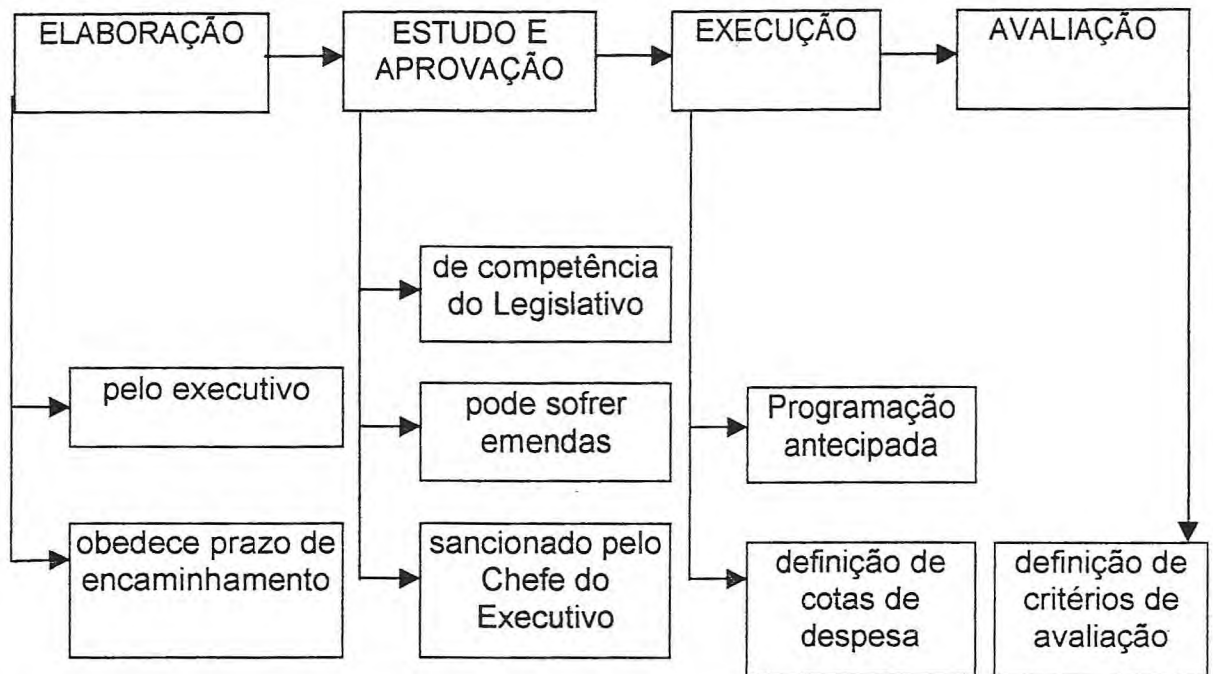 ELABORAÇÃO
ESTUDO E
APROVAÇÃO
EXECUÇÃO
AVALIAÇÃO
de competência
do Legislativo
pelo executivo
pode sofrer
emendas
Programação
antecipada
obedece prazo de
encaminhamento
sancionado pelo
Chefe do
Executivo
definição de
cotas de
despesa
definição de
critérios de
avaliação